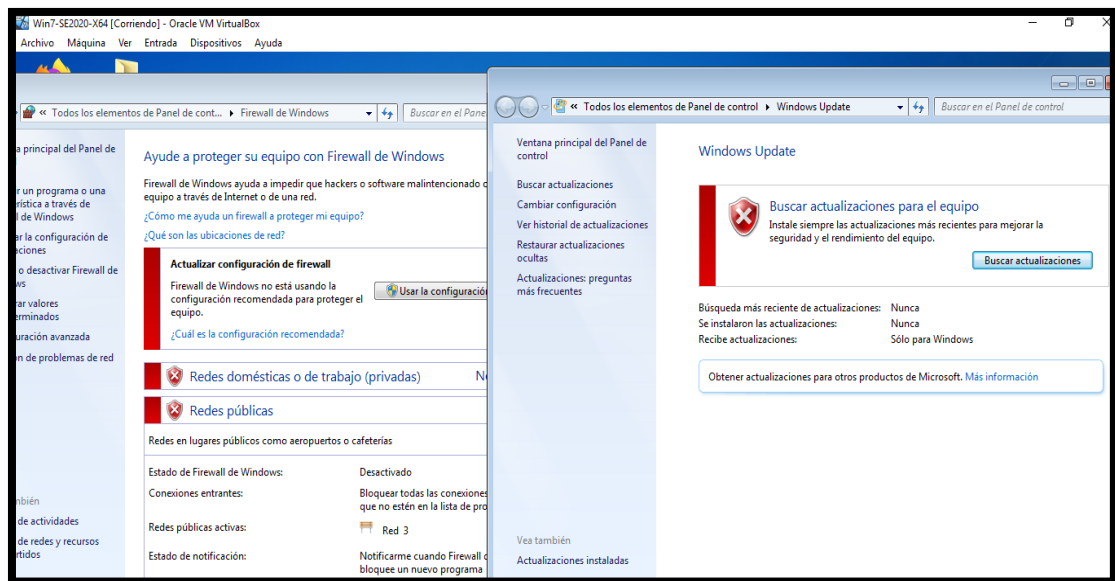 Win7-SE2020-X64 [Corriendo] - Oracle VM VirtualBox
Archivo Máquina Ver Entrada Dispositivos Ayuda
« Todos los elementos de Panel de cont... ▸ Firewall de Windows
Buscar en el Pane
a principal del Panel de
r un programa o una
rística a través de
l de Windows
ar la configuración de
aciones
o desactivar Firewall de
ws
rar valores
erminados
uración avanzada
ón de problemas de red
mbién
de actividades
de redes y recursos
rtidos
Ayude a proteger su equipo con Firewall de Windows
Firewall de Windows ayuda a impedir que hackers o software malintencionado
equipo a través de Internet o de una red.
¿Cómo me ayuda un firewall a proteger mi equipo?
¿Qué son las ubicaciones de red?
Actualizar configuración de firewall
Firewall de Windows no está usando la
configuración recomendada para proteger el
equipo.
Usar la configuració
¿Cuál es la configuración recomendada?
Redes domésticas o de trabajo (privadas)
Redes públicas
Redes en lugares públicos como aeropuertos o cafeterías
Estado de Firewall de Windows: Desactivado
Conexiones entrantes: Bloquear todas las conexiones
que no estén en la lista de pro
Redes públicas activas: Red 3
Estado de notificación: Notificarme cuando Firewall
bloquee un nuevo programa
« Todos los elementos de Panel de control ▸ Windows Update
Buscar en el Panel de control
Ventana principal del Panel de
control
Buscar actualizaciones
Cambiar configuración
Ver historial de actualizaciones
Restaurar actualizaciones
ocultas
Actualizaciones: preguntas
más frecuentes
Vea también
Actualizaciones instaladas
Windows Update
Buscar actualizaciones para el equipo
Instale siempre las actualizaciones más recientes para mejorar la
seguridad y el rendimiento del equipo.
Buscar actualizaciones
Búsqueda más reciente de actualizaciones: Nunca
Se instalaron las actualizaciones: Nunca
Recibe actualizaciones: Sólo para Windows
Obtener actualizaciones para otros productos de Microsoft. Más información